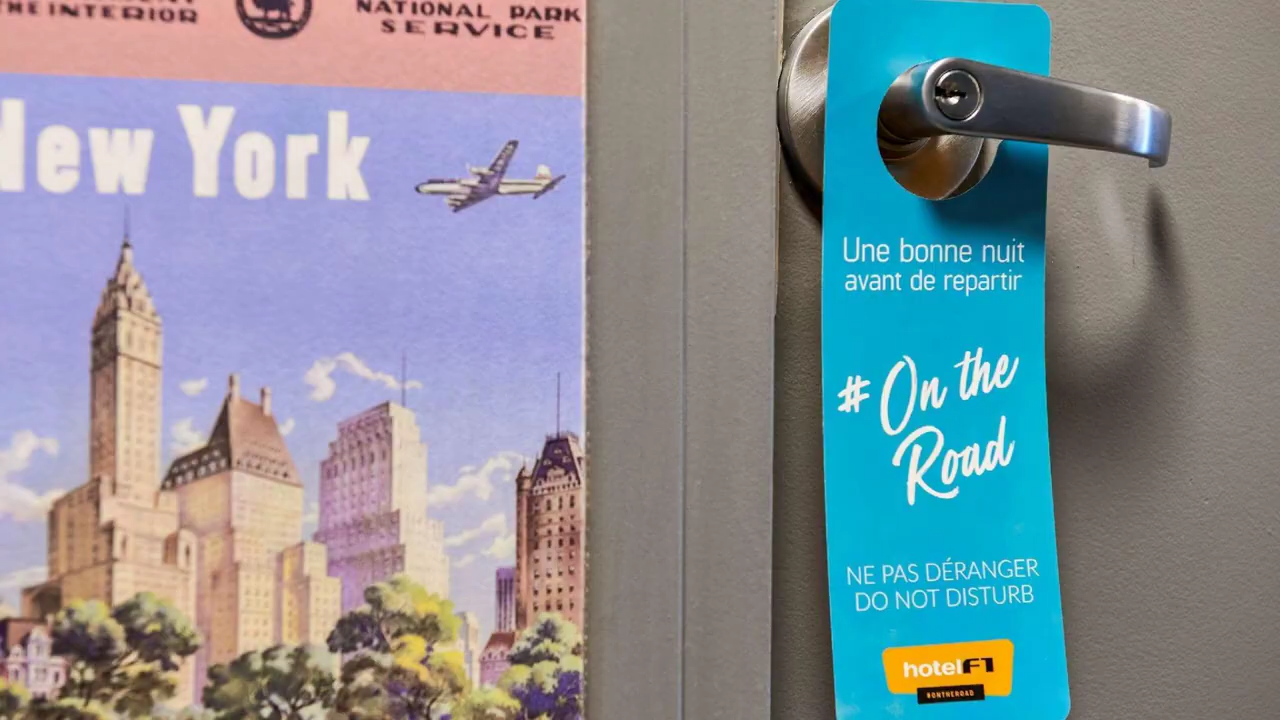 THE INTERIOR
NATIONAL PARK
SERVICE
New York
Une bonne nuit
avant de repartir
# On the
Road
NE PAS DÉRANGER
DO NOT DISTURB
hotelF1
#ONTHEROAD